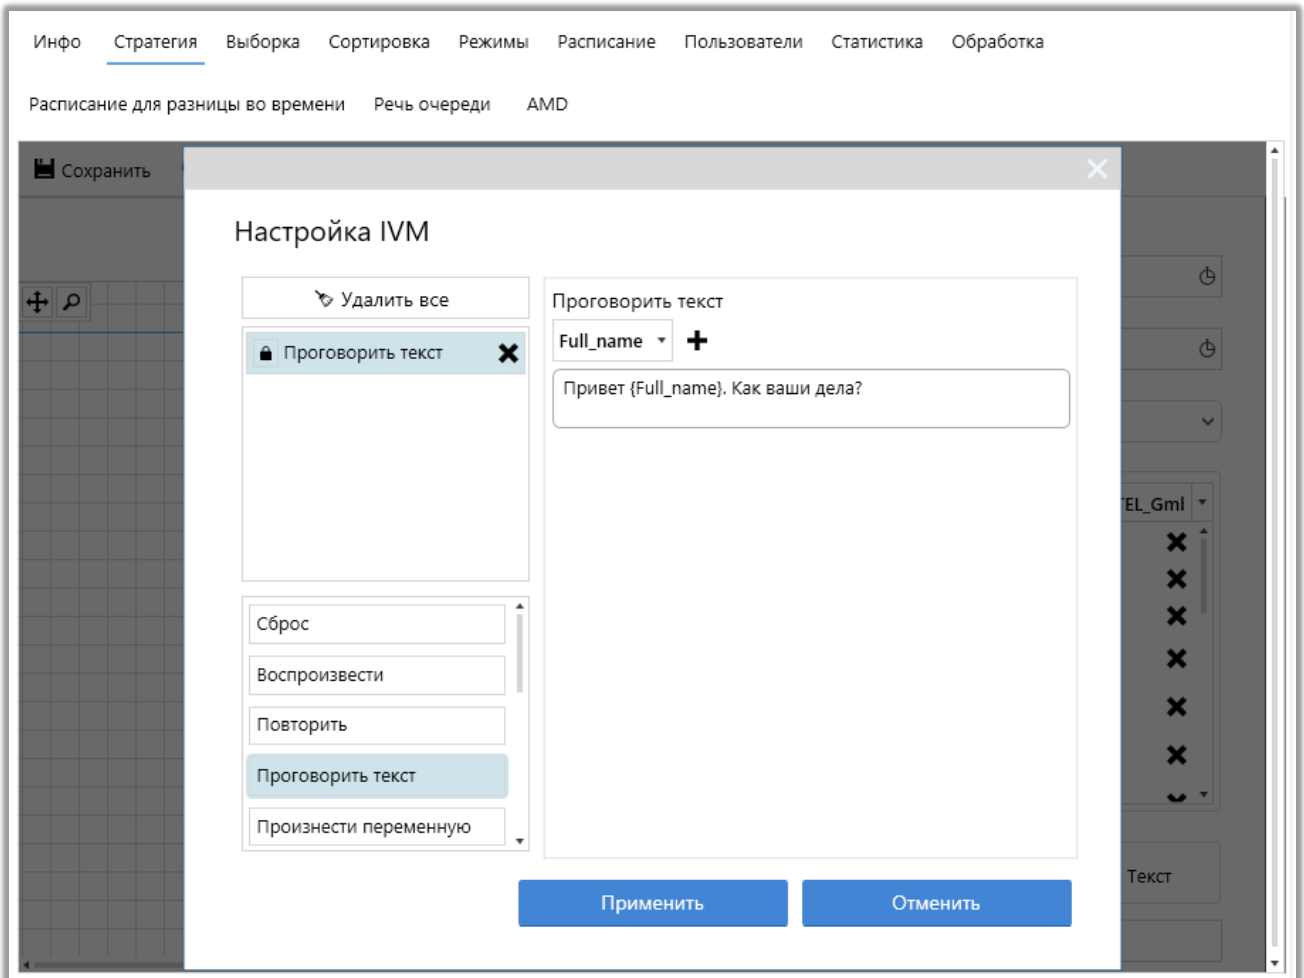 Инфо Стратегия Выборка Сортировка Режимы Расписание Пользователи Статистика Обработка
Расписание для разницы во времени Речь очереди AMD
Сохранить
Настройка IVM
Удалить все
Проговорить текст
Проговорить текст
Full_name
Привет {Full_name}. Как ваши дела?
Сброс
Воспроизвести
Повторить
Проговорить текст
Произнести переменную
Текст
Применить Отменить